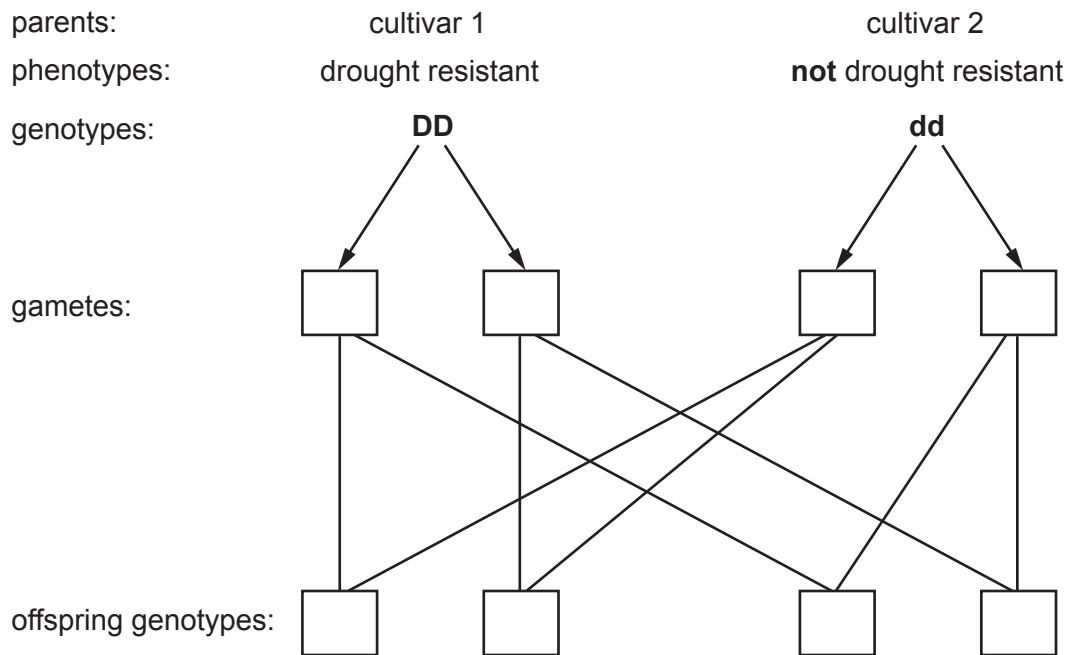 parents: cultivar 1 cultivar 2
phenotypes: drought resistant not drought resistant
genotypes: DD dd
gametes:
offspring genotypes: